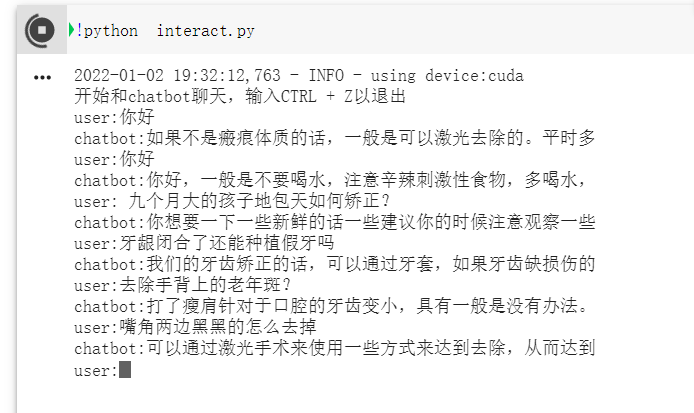 !python  interact.py
2022-01-02 19:32:12,763 - INFO - using device:cuda
开始和chatbot聊天，输入CTRL + Z以退出
user:你好
chatbot:如果不是瘢痕体质的话，一般是可以激光去除的。平时多
user:你好
chatbot:你好，一般是不要喝水，注意辛辣刺激性食物，多喝水，
user: 九个月大的孩子地包天如何矫正？
chatbot:你想要一下一些新鲜的话一些建议你的时候注意观察一些
user:牙龈闭合了还能种植假牙吗
chatbot:我们的牙齿矫正的话，可以通过牙套，如果牙齿缺损伤的
user:去除手背上的老年斑？
chatbot:打了瘦肩针对于口腔的牙齿变小，具有一般是没有办法。
user:嘴角两边黑黑的怎么去掉
chatbot:可以通过激光手术来使用一些方式来达到去除，从而达到
user: